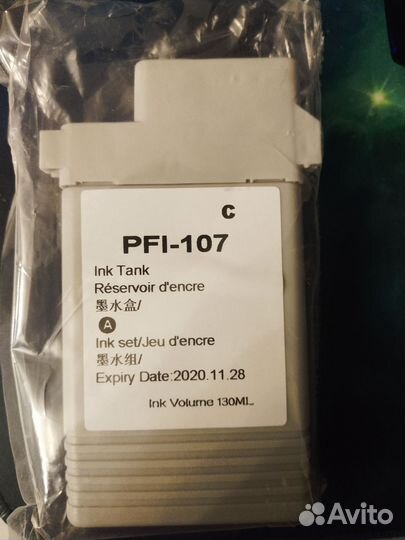 C
PFI-107
Ink Tank
Réservoir d'encre
墨水盒/
A
Ink set/Jeu d'encre
墨水组/
Expiry Date:2020.11.28
Ink Volume 130ML
Avito